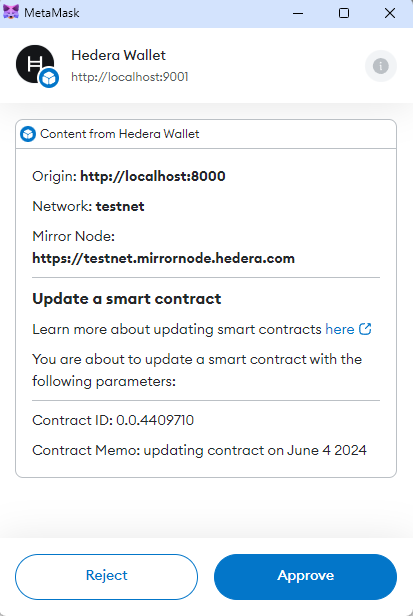 MetaMask
Hedera Wallet
http://localhost:9001
Content from Hedera Wallet
Origin: http://localhost:8000
Network: testnet
Mirror Node:
https://testnet.mirrornode.hedera.com
Update a smart contract
Learn more about updating smart contracts here
You are about to update a smart contract with the
following parameters:
Contract ID: 0.0.4409710
Contract Memo: updating contract on June 4 2024
Reject
Approve